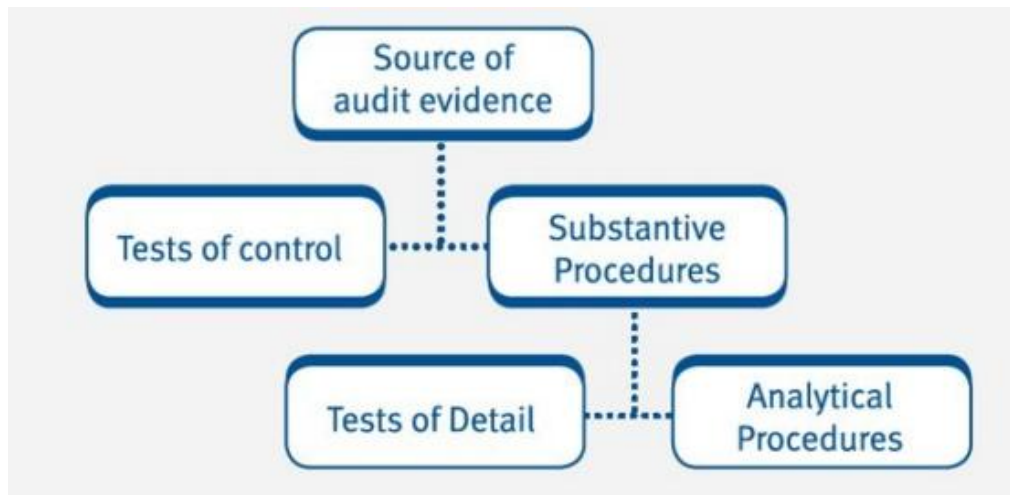 Source of
audit evidence
Tests of control
Substantive
Procedures
Tests of Detail
Analytical
Procedures